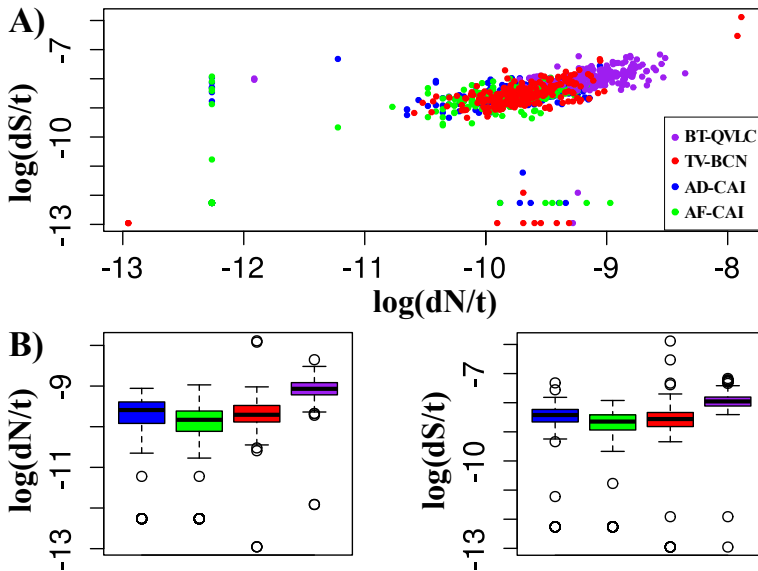 A)
log(dS/t)
-7
-10
-13
BT-QVLC
TV-BCN
AD-CAI
AF-CAI
-13 -12 -11 -10 -9 -8
log(dN/t)
B)
log(dN/t)
-9
-11
-13
log(dS/t)
-7
-10
-13